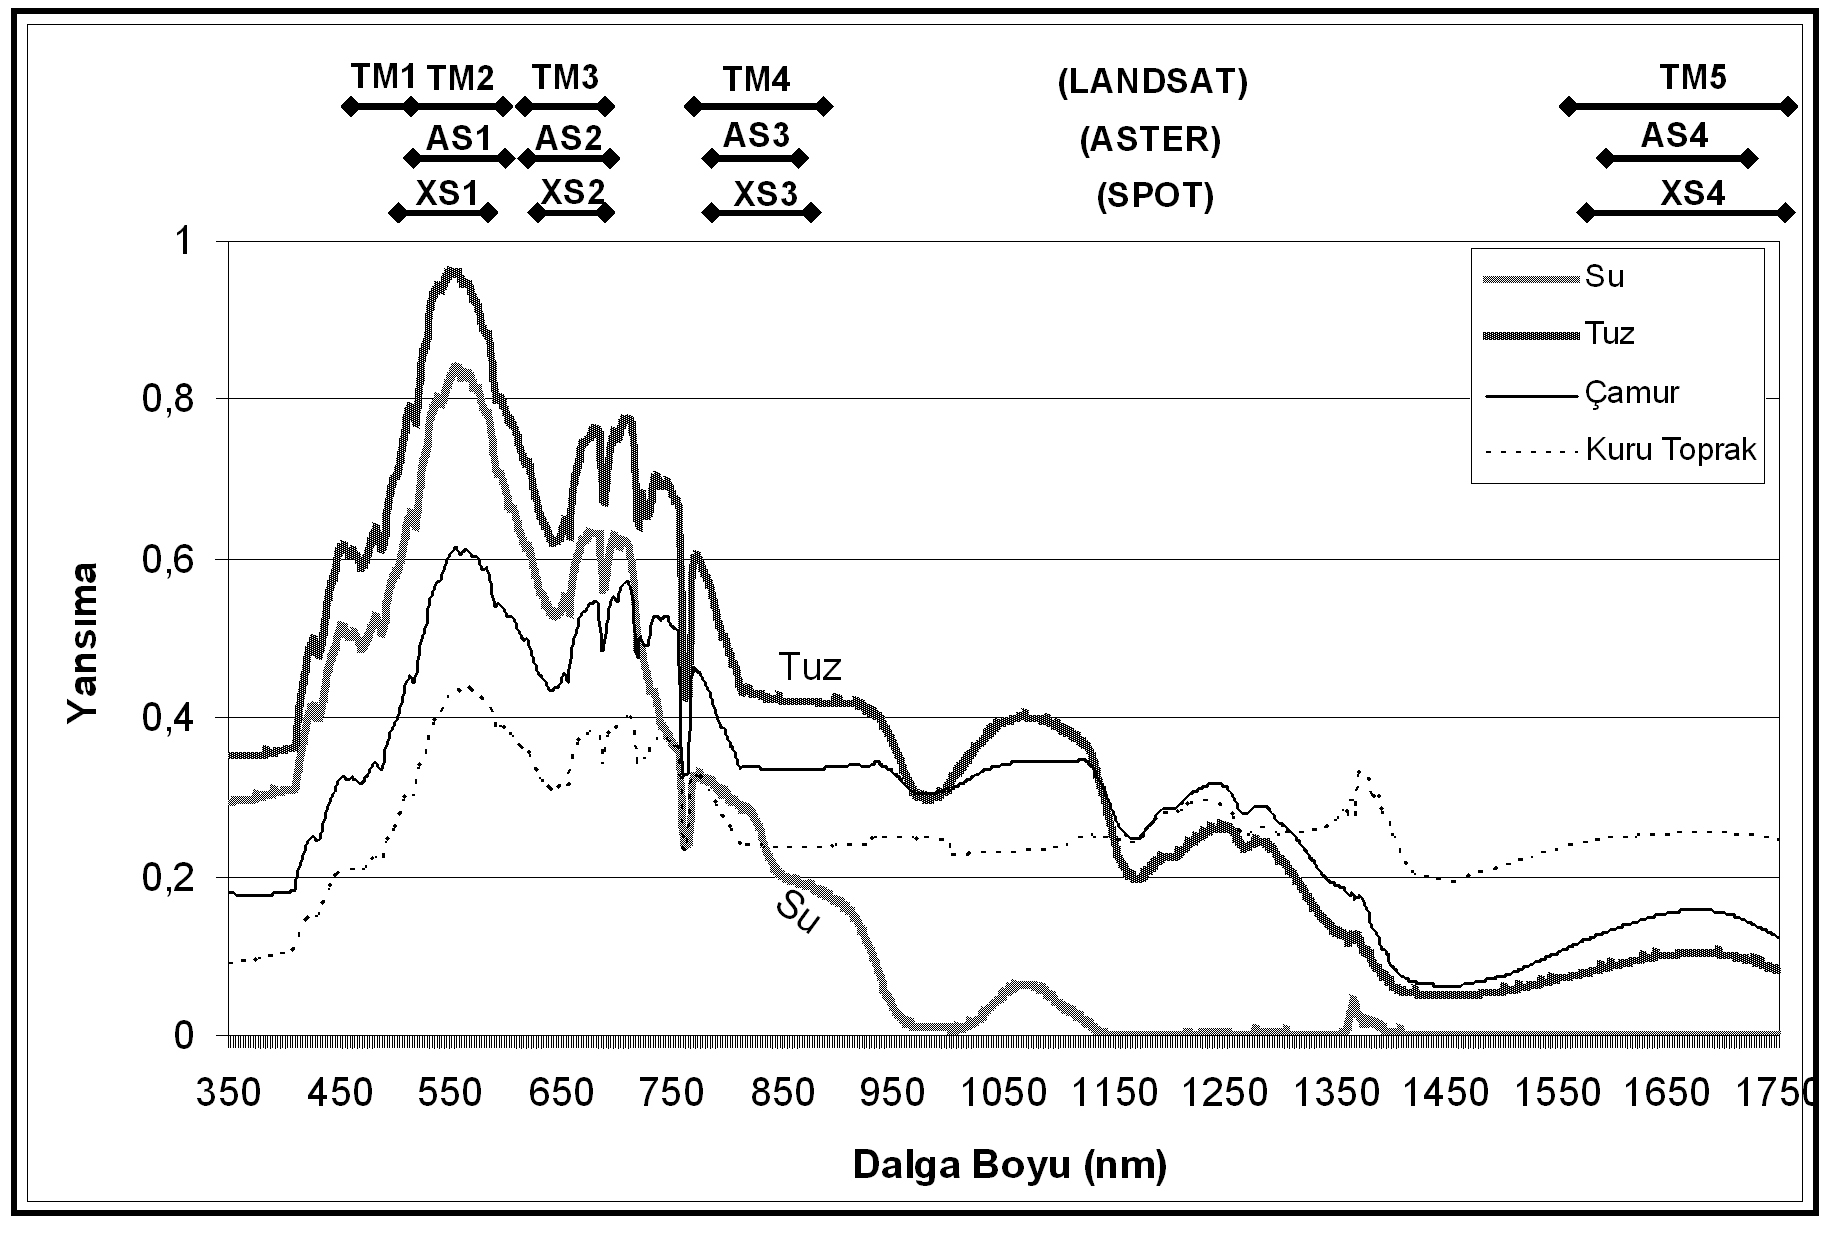 TM1 TM2 TM3 TM4 (LANDSAT) TM5
AS1 AS2 AS3 (ASTER) AS4
XS1 XS2 XS3 (SPOT) XS4
1
0,8
0,6
0,4
0,2
0
Yansıma
Su
Tuz
Çamur
Kuru Toprak
Tuz
Su
350 450 550 650 750 850 950 1050 1150 1250 1350 1450 1550 1650 1750
Dalga Boyu (nm)